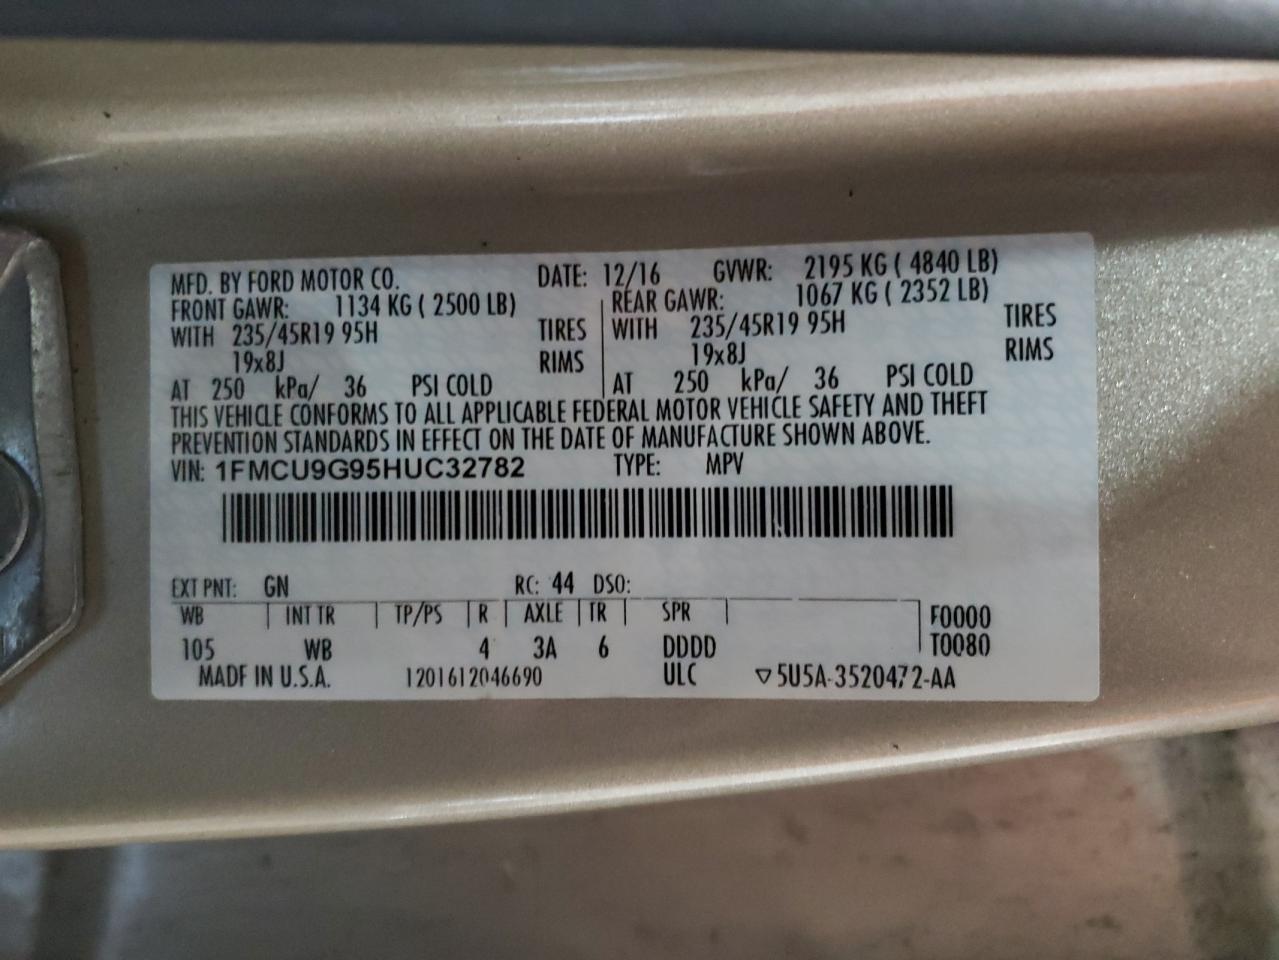 MFD. BY FORD MOTOR CO. DATE: 12/16 GVWR: 2195 KG ( 4840 LB)
FRONT GAWR: 1134 KG ( 2500 LB) REAR GAWR: 1067 KG ( 2352 LB)
WITH 235/45R19 95H TIRES WITH 235/45R19 95H TIRES
19x8J RIMS 19x8J RIMS
AT 250 kPa/ 36 PSI COLD AT 250 kPa/ 36 PSI COLD
THIS VEHICLE CONFORMS TO ALL APPLICABLE FEDERAL MOTOR VEHICLE SAFETY AND THEFT
PREVENTION STANDARDS IN EFFECT ON THE DATE OF MANUFACTURE SHOWN ABOVE.
VIN: 1FMCU9G95HUC32782 TYPE: MPV
EXT PNT: GN RC: 44 DSO:
WB INT TR TP/PS R AXLE TR SPR F0000
105 WB 4 3A 6 DDDD T0080
MADE IN U.S.A. 1201612046690 ULC ▽5U5A-3520472-AA